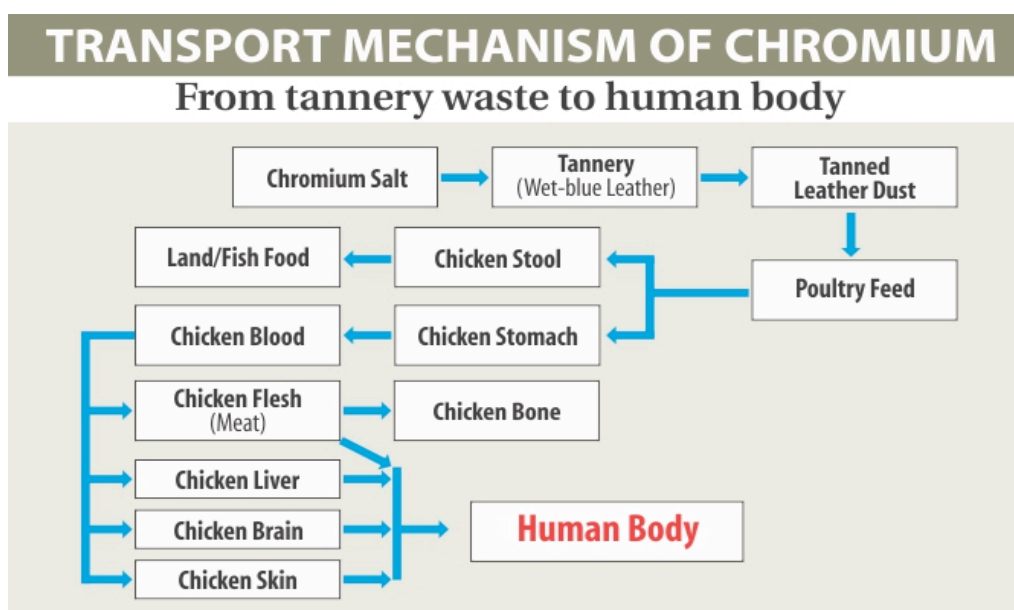 TRANSPORT MECHANISM OF CHROMIUM
From tannery waste to human body
Chromium Salt
Tannery
(Wet-blue Leather)
Tanned
Leather Dust
Land/Fish Food
Chicken Stool
Poultry Feed
Chicken Blood
Chicken Stomach
Chicken Flesh
(Meat)
Chicken Bone
Chicken Liver
Chicken Brain
Human Body
Chicken Skin